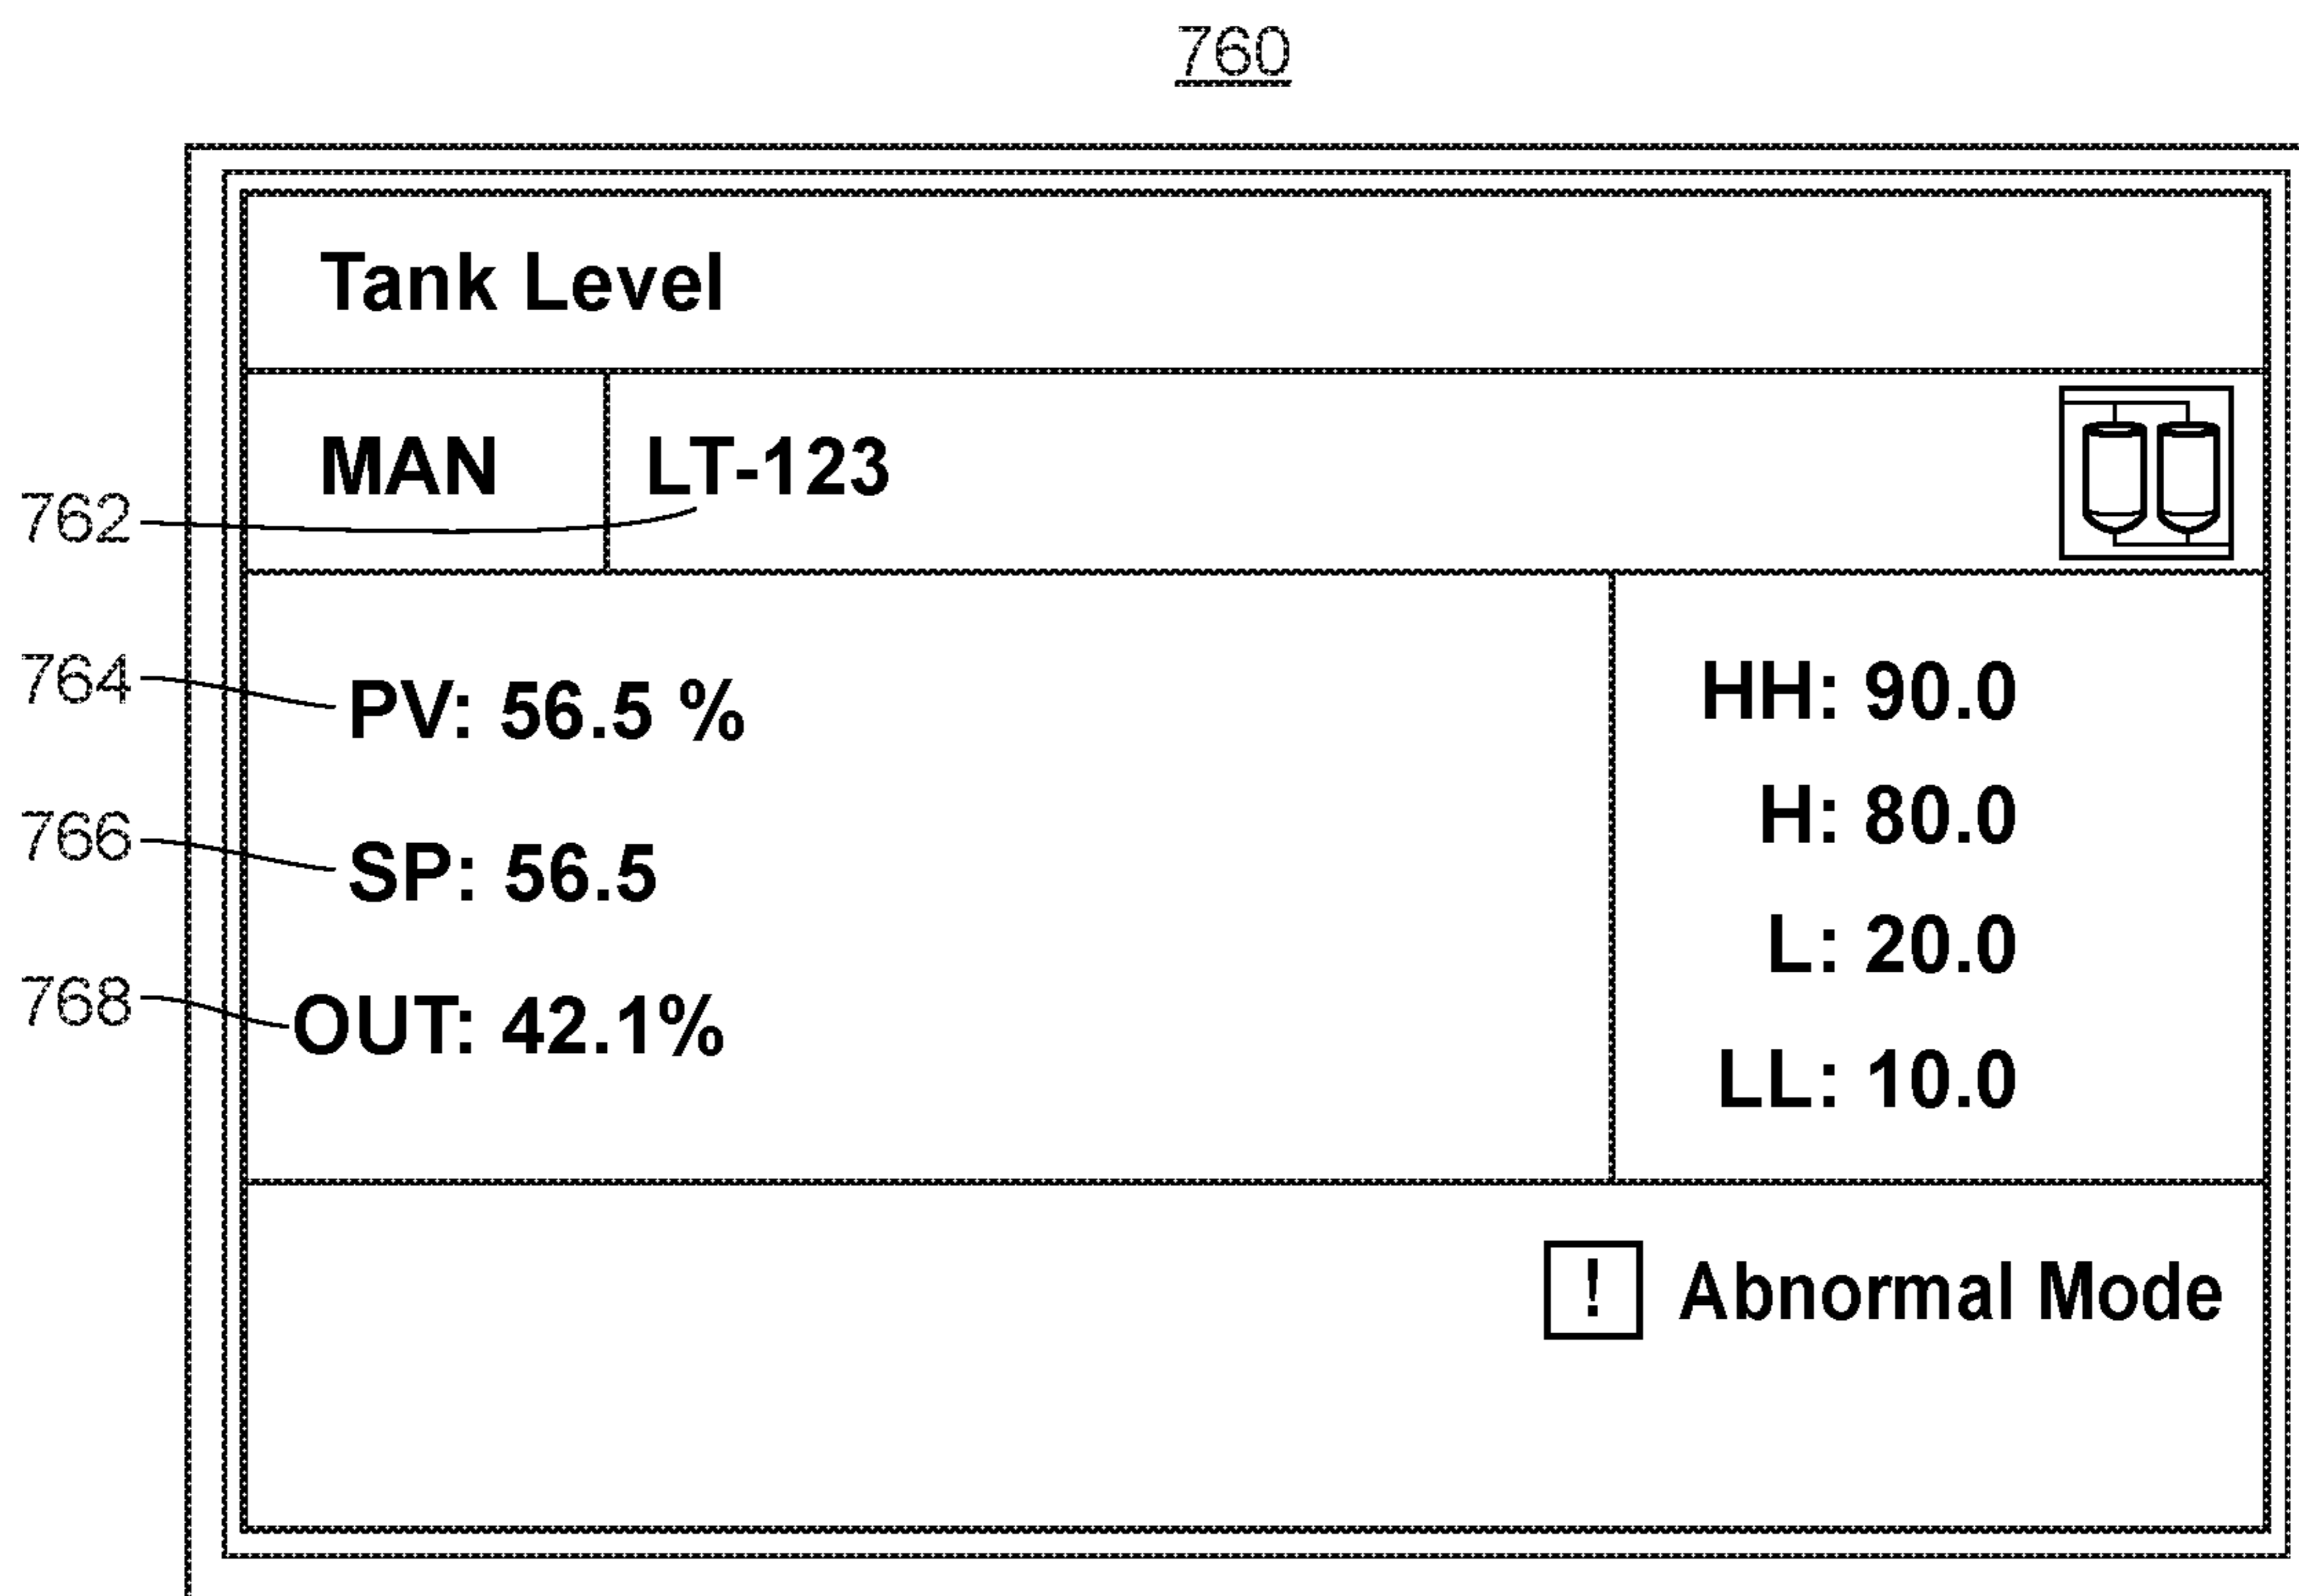 760
Tank Level
MAN LT-123
762
764 PV: 56.5 % HH: 90.0
H: 80.0
766 SP: 56.5
L: 20.0
768 OUT: 42.1%
LL: 10.0
! Abnormal Mode